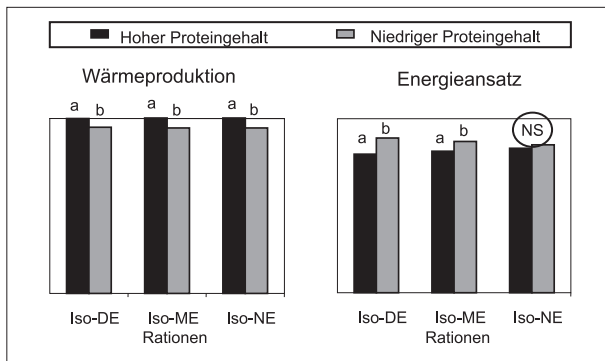 Hoher Proteingehalt Niedriger Proteingehalt
Wärmeproduktion
a b a b a b
Iso-DE Iso-ME Iso-NE
Rationen
Energieansatz
a b a b NS
Iso-DE Iso-ME Iso-NE
Rationen